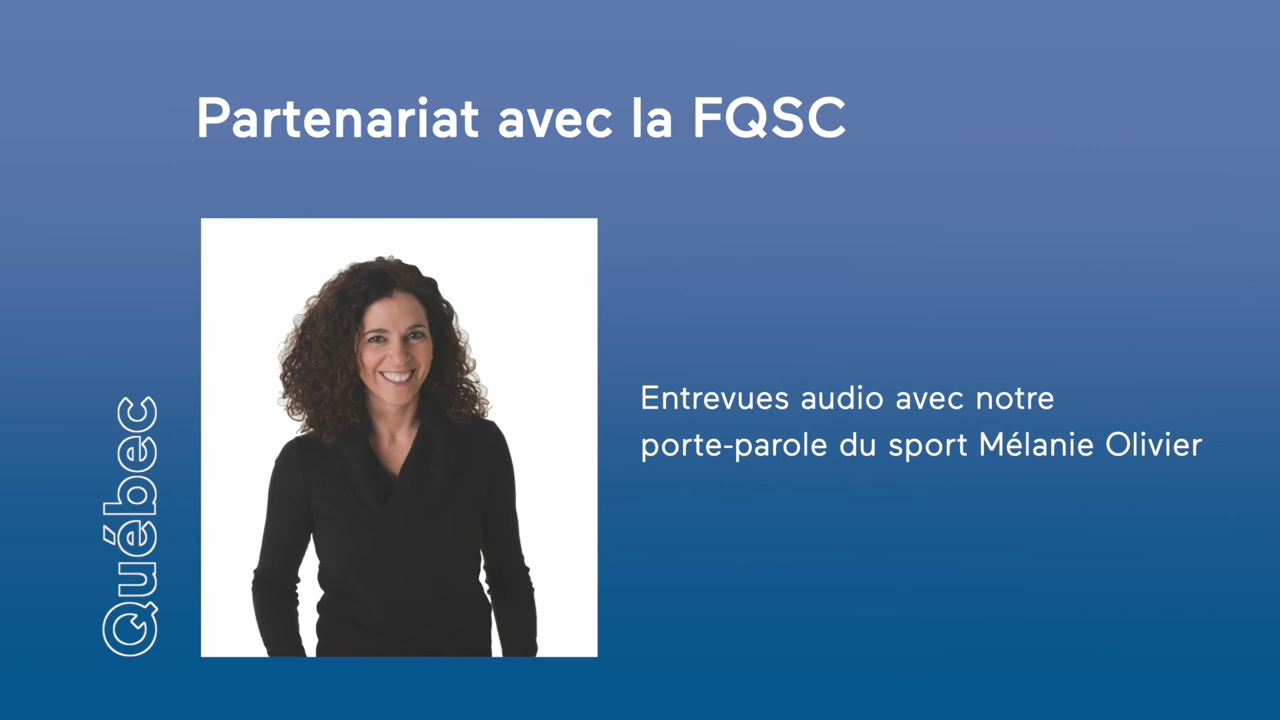 Partenariat avec la FQSC
Entrevues audio avec notre
porte-parole du sport Mélanie Olivier
Québec